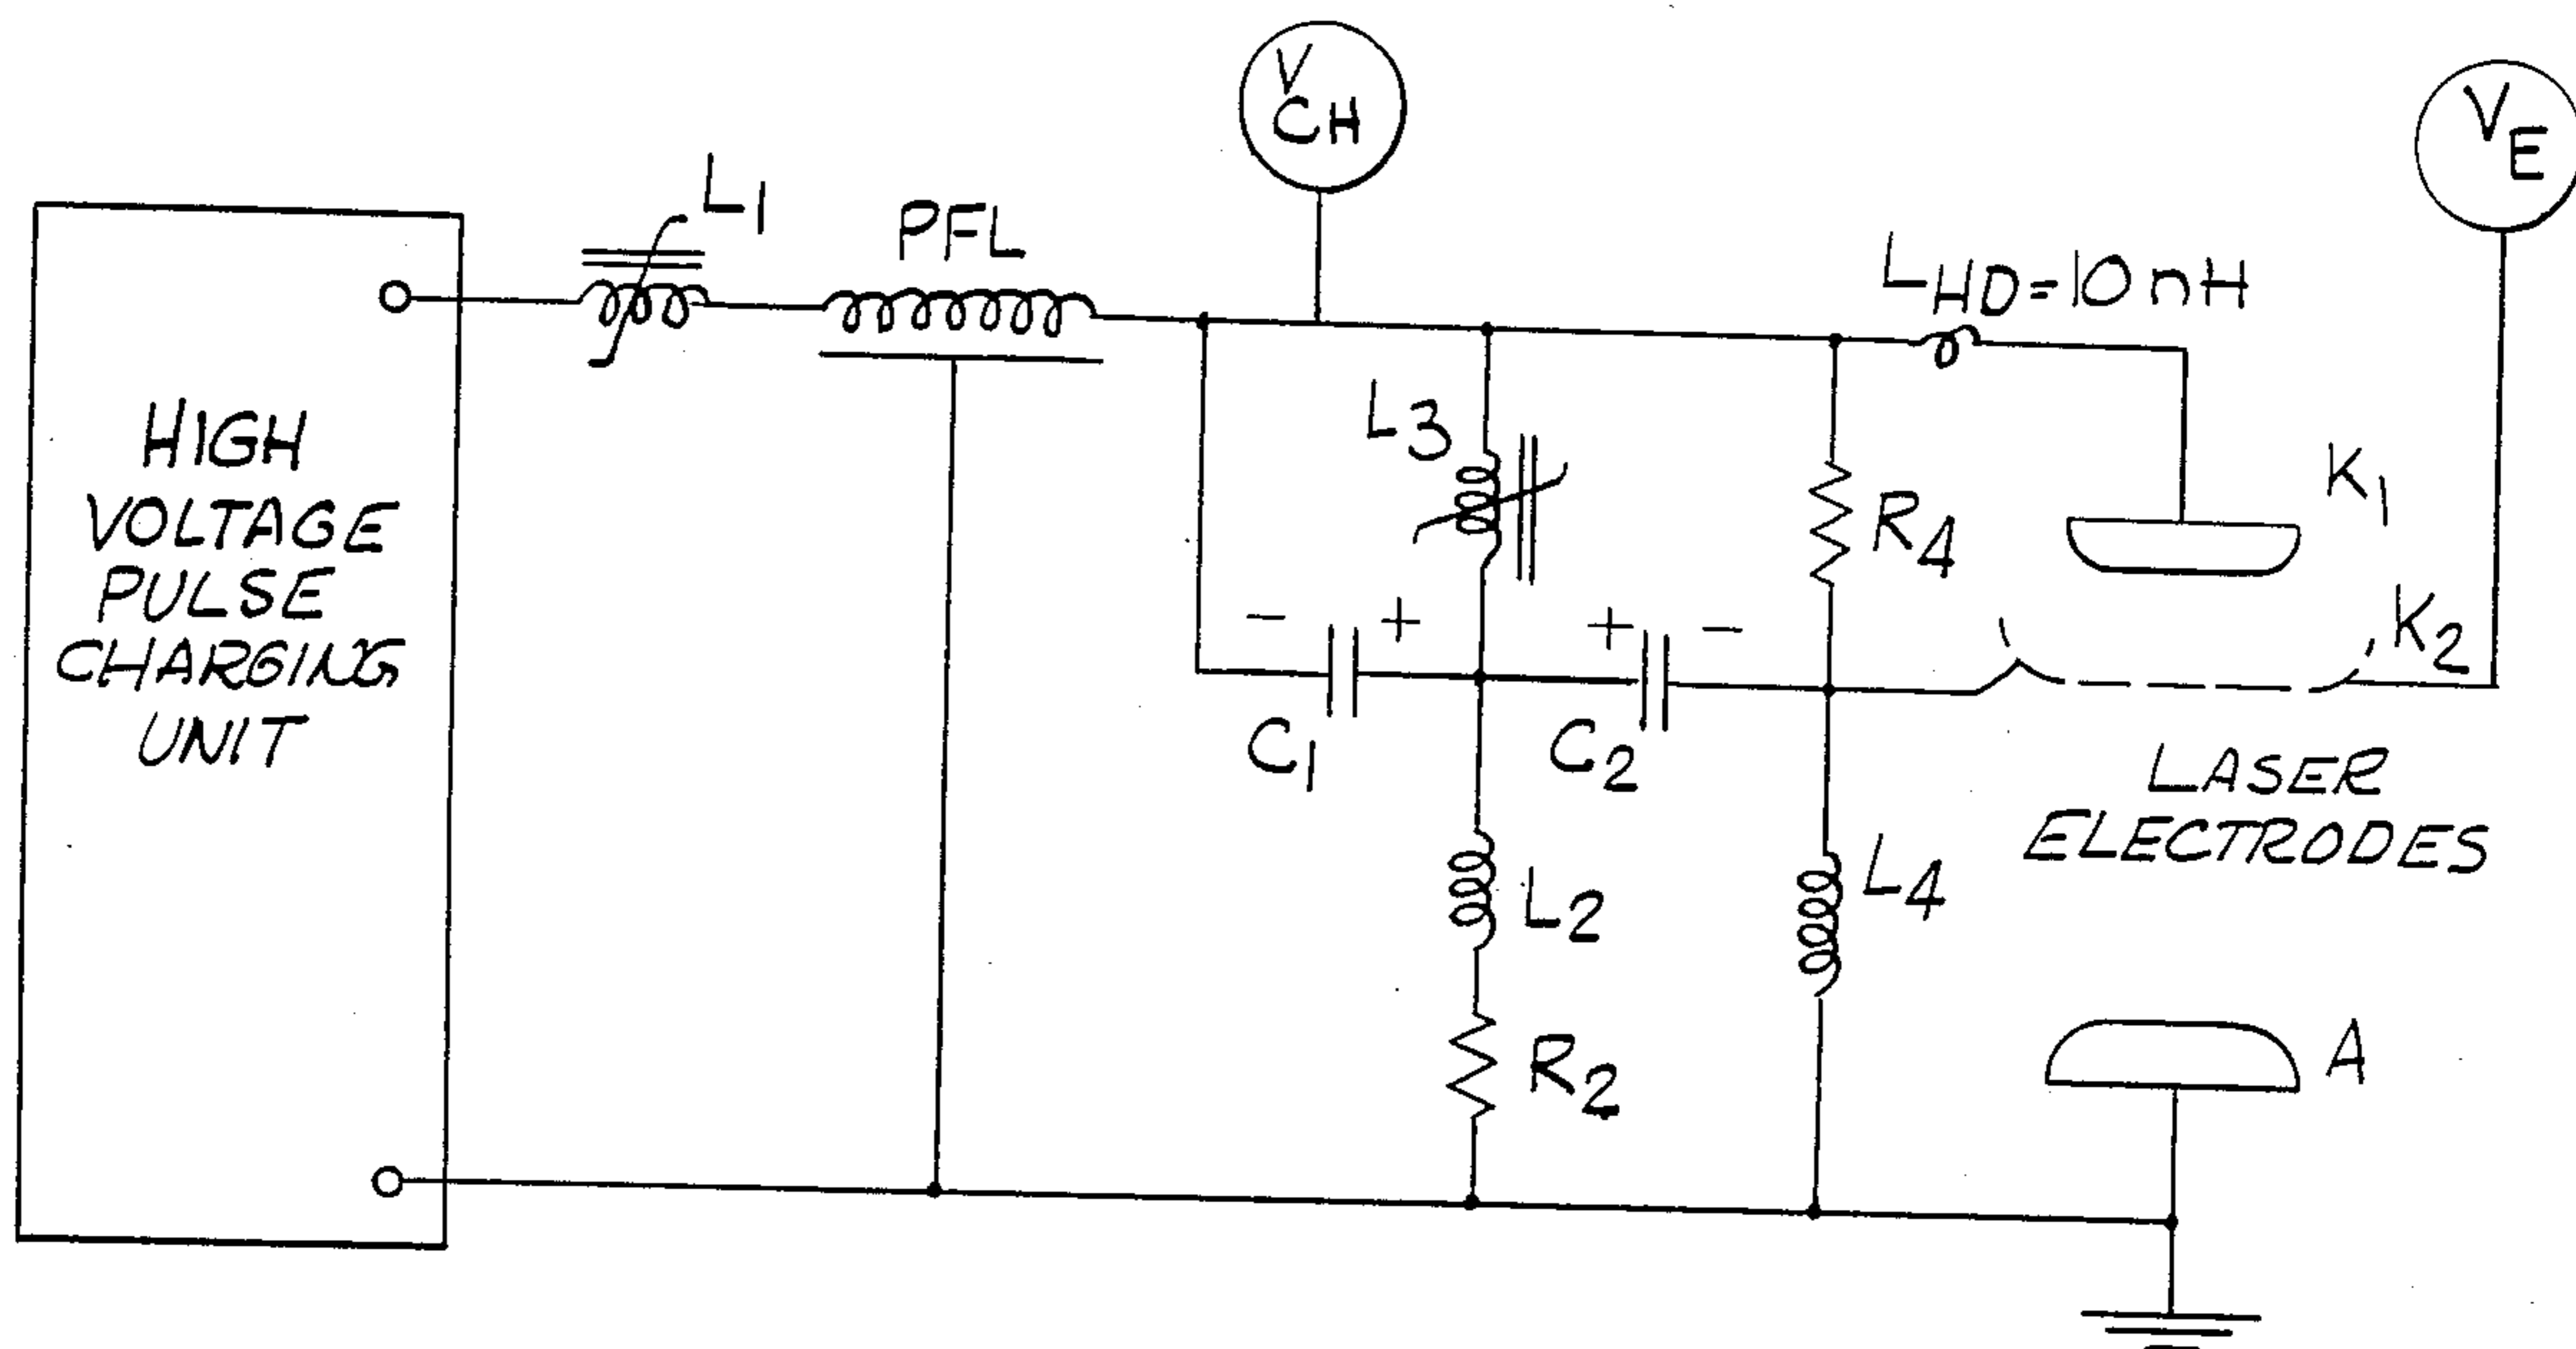 V
CH
VE
L1
PFL
LHD=10nH
HIGH
VOLTAGE
PULSE
CHARGING
UNIT
L3
R4
K1
- +
+ -
K2
C1
C2
LASER
ELECTRODES
L2
L4
R2
A